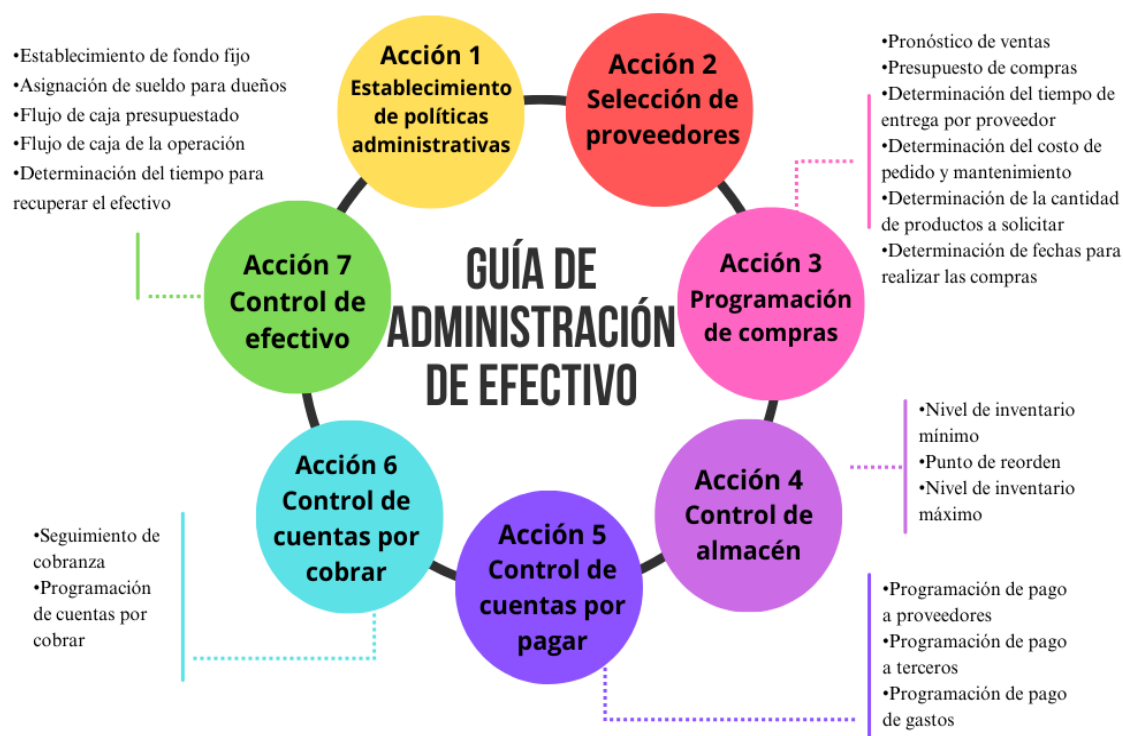 GUÍA DE
ADMINISTRACIÓN
DE EFECTIVO
Acción 1
Establecimiento
de políticas
administrativas
Acción 2
Selección de
proveedores
Acción 3
Programación
de compras
•Pronóstico de ventas
•Presupuesto de compras
•Determinación del tiempo de
entrega por proveedor
•Determinación del costo de
pedido y mantenimiento
•Determinación de la cantidad
de productos a solicitar
•Determinación de fechas para
realizar las compras
Acción 4
Control de
almacén
•Nivel de inventario
mínimo
•Punto de reorden
•Nivel de inventario
máximo
Acción 5
Control de
cuentas por
pagar
•Programación de pago
a proveedores
•Programación de pago
a terceros
•Programación de pago
de gastos
Acción 6
Control de
cuentas por
cobrar
•Seguimiento de
cobranza
•Programación
de cuentas por
cobrar
Acción 7
Control de
efectivo
•Establecimiento de fondo fijo
•Asignación de sueldo para dueños
•Flujo de caja presupuestado
•Flujo de caja de la operación
•Determinación del tiempo para
recuperar el efectivo